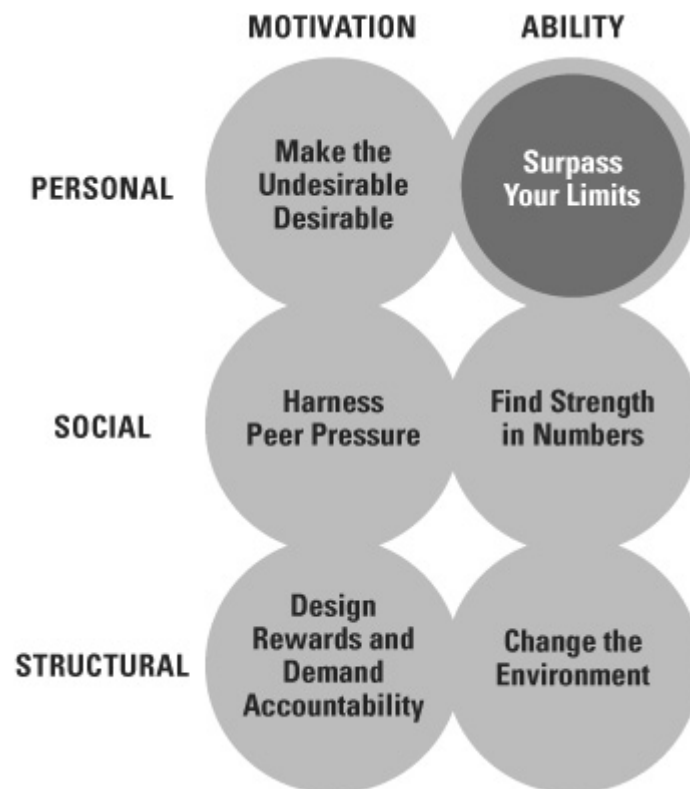 MOTIVATION ABILITY
PERSONAL
Make the
Undesirable
Desirable
Surpass
Your Limits
SOCIAL
Harness
Peer Pressure
Find Strength
in Numbers
STRUCTURAL
Design
Rewards and
Demand
Accountability
Change the
Environment